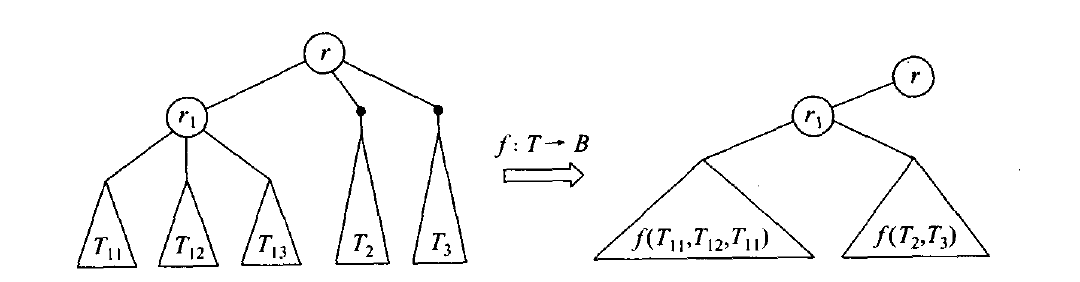 r
r
r₁
r₁
f : T → B
T₁₁ T₁₂ T₁₃ T₂ T₃
f(T₁₁,T₁₂,T₁₁) f(T₂,T₃)